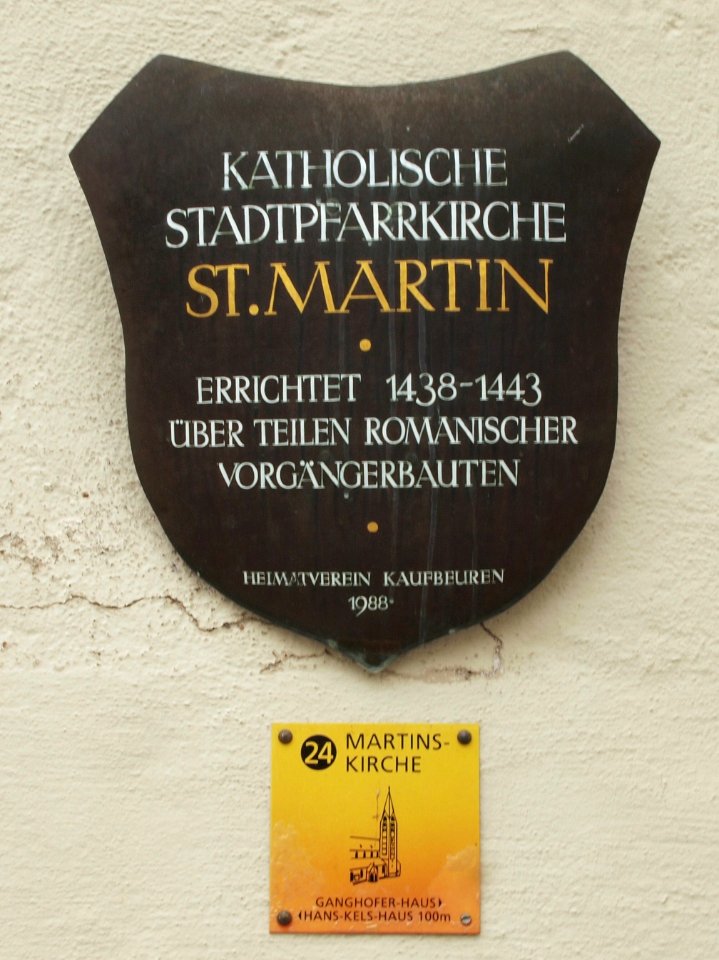 KATHOLISCHE
STADTPFARRKIRCHE
ST. MARTIN
ERRICHTET 1438-1443
ÜBER TEILEN ROMANISCHER
VORGÄNGERBAUTEN
HEIMATVEREIN KAUFBEUREN
1988
24 MARTINS-
KIRCHE
GANGHOFER-HAUS
HANS-KELS-HAUS 100m